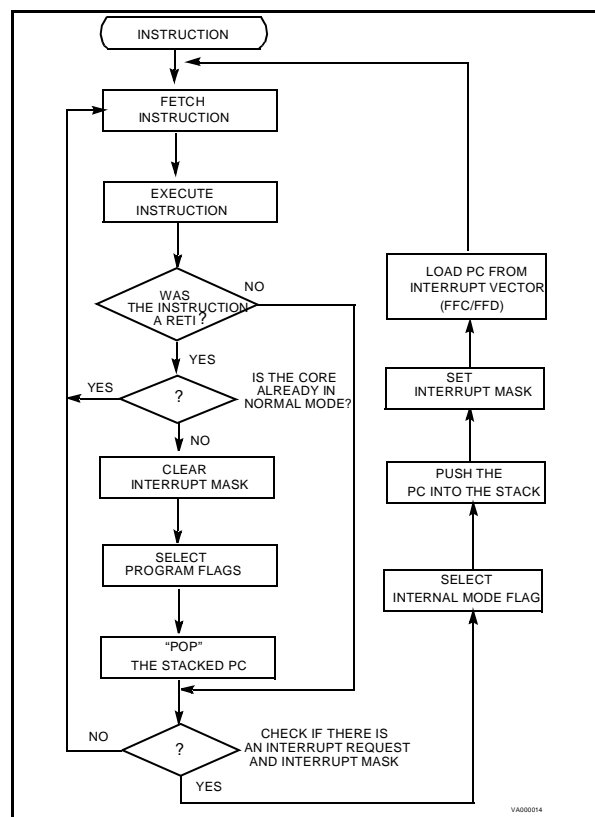 INSTRUCTION
FETCH
INSTRUCTION
EXECUTE
INSTRUCTION
WAS
THE INSTRUCTION
A RETI ?
NO
YES
?
YES
IS THE CORE
ALREADY IN
NORMAL MODE?
NO
CLEAR
INTERRUPT MASK
SELECT
PROGRAM FLAGS
“POP”
THE STACKED PC
?
NO
CHECK IF THERE IS
AN INTERRUPT REQUEST
AND INTERRUPT MASK
YES
LOAD PC FROM
INTERRUPT VECTOR
(FFC/FFD)
SET
INTERRUPT MASK
PUSH THE
PC INTO THE STACK
SELECT
INTERNAL MODE FLAG
VA000014